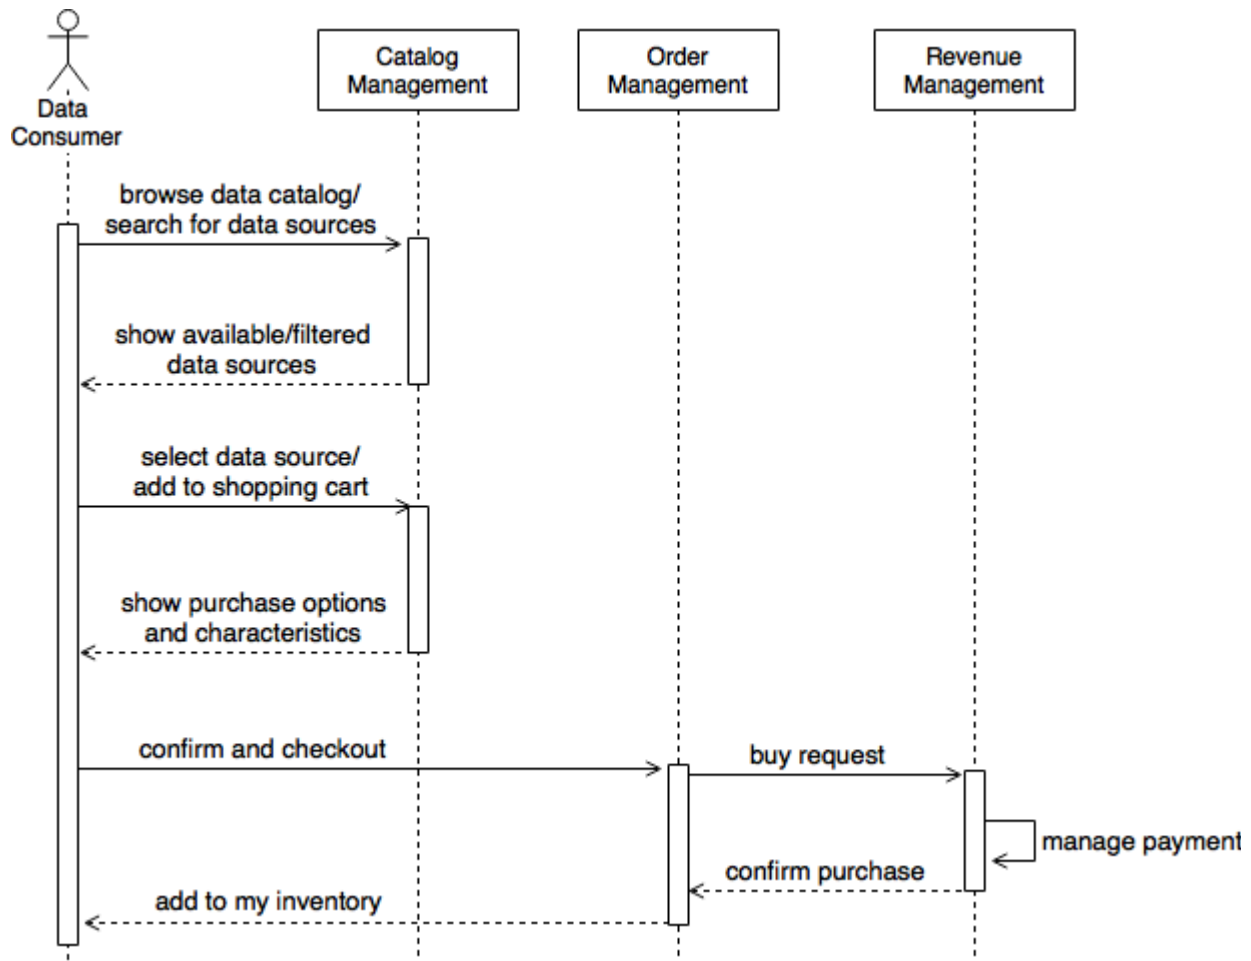 Data
Consumer
Catalog
Management
Order
Management
Revenue
Management
browse data catalog/
search for data sources
show available/filtered
data sources
select data source/
add to shopping cart
show purchase options
and characteristics
confirm and checkout
buy request
manage payment
confirm purchase
add to my inventory